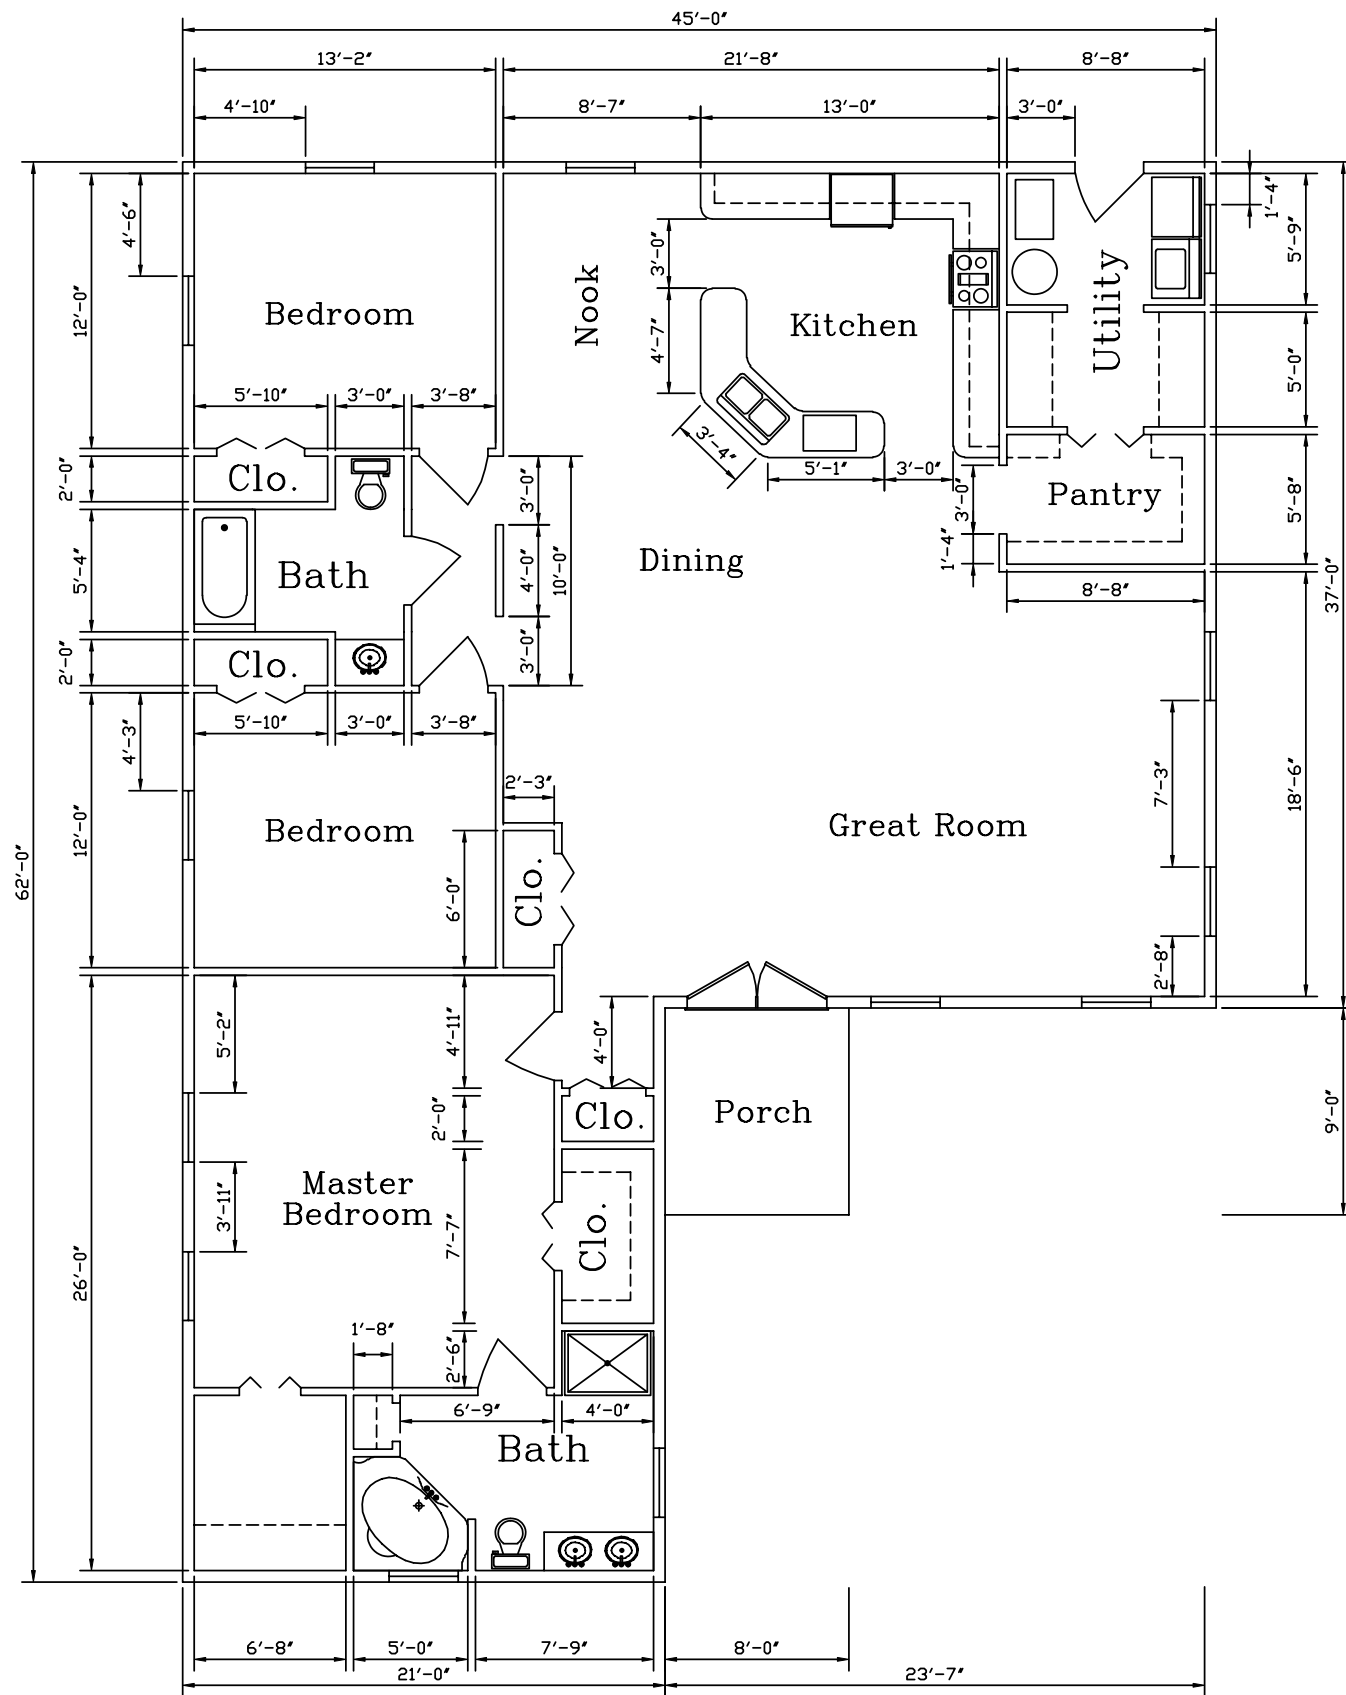 45'-0"
13'-2" 21'-8" 8'-8"
4'-10" 8'-7" 13'-0" 3'-0"
1'-4"
4'-6"
5'-9"
3'-0"
12'-0"
Bedroom
Nook
Kitchen
Utility
4'-7"
5'-0"
5'-10" 3'-0" 3'-8"
3'-4"
2'-0"
Clo.
5'-1" 3'-0"
3'-0"
3'-0"
Pantry
5'-8"
5'-4"
Bath
4'-0"
10'-0"
Dining
1'-4"
8'-8"
37'-0"
2'-0"
Clo.
3'-0"
5'-10" 3'-0" 3'-8"
4'-3"
7'-3"
18'-6"
2'-3"
12'-0"
Bedroom
Great Room
62'-0"
6'-0"
Clo.
2'-8"
5'-2"
4'-11"
4'-0"
2'-0"
Clo.
Porch
9'-0"
Master
Bedroom
3'-11"
7'-7"
Clo.
26'-0"
1'-8"
2'-6"
6'-9" 4'-0"
Bath
6'-8" 5'-0" 7'-9" 8'-0"
21'-0" 23'-7"